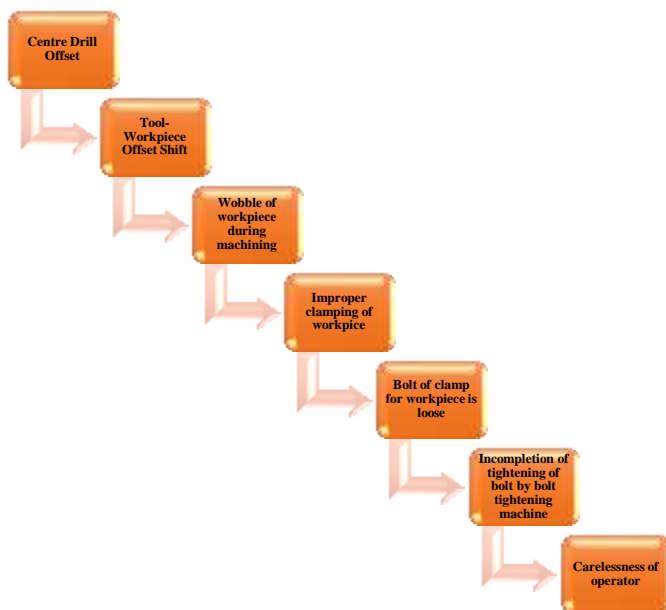 Centre Drill
Offset
Tool-
Workpiece
Offset Shift
Wobble of
workpiece
during
machining
Improper
clamping of
workpice
Bolt of clamp
for workpiece is
loose
Incompletion of
tightening of
bolt by bolt
tightening
machine
Carelessness of
operator